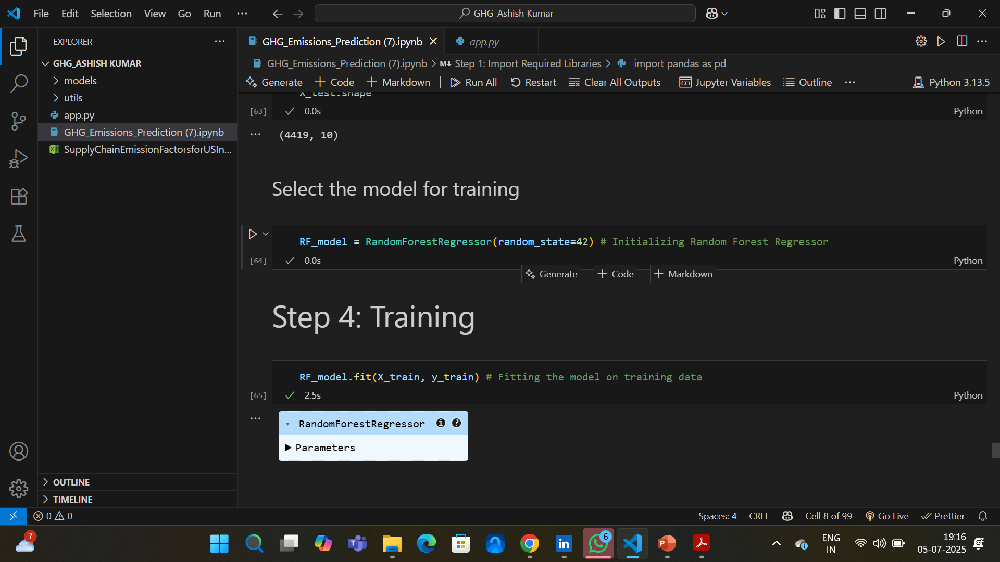 File Edit Selection View Go Run ··· GHG_Ashish Kumar
EXPLORER ···
GHG_ASHISH KUMAR
models
utils
app.py
GHG_Emissions_Prediction (7).ipynb
SupplyChainEmissionFactorsforUSIn...
OUTLINE
TIMELINE
GHG_Emissions_Prediction (7).ipynb app.py
GHG_Emissions_Prediction (7).ipynb > M↓ Step 1: Import Required Libraries > import pandas as pd
Generate + Code + Markdown | Run All Restart Clear All Outputs | Jupyter Variables Outline ··· Python 3.13.5
X_test.shape
[63] 0.0s Python
··· (4419, 10)
Select the model for training
RF_model = RandomForestRegressor(random_state=42) # Initializing Random Forest Regressor
[64] 0.0s Python
Generate + Code + Markdown
Step 4: Training
RF_model.fit(X_train, y_train) # Fitting the model on training data
[65] 2.5s Python
··· RandomForestRegressor i ?
Parameters
0 0 Spaces: 4 CRLF Cell 8 of 99 Go Live Prettier
7 6 ENG 19:16
IN 05-07-2025